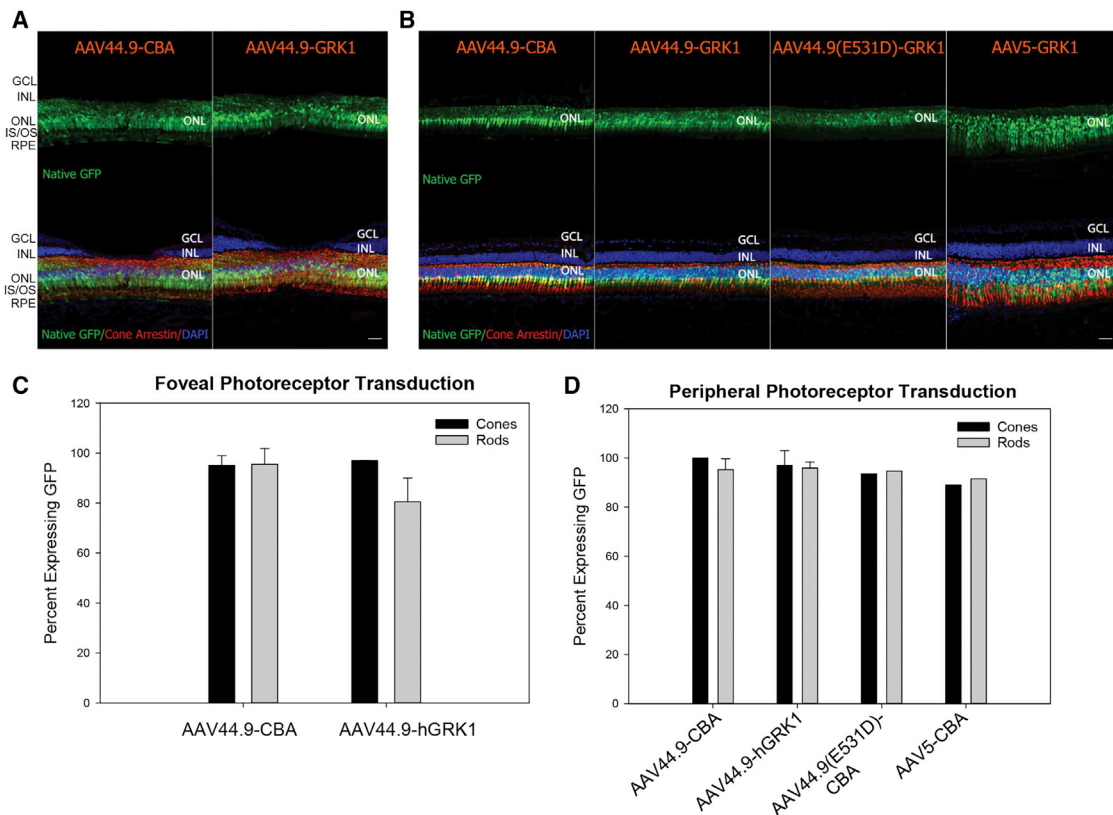 A
AAV44.9-CBA
AAV44.9-GRK1
GCL
INL
ONL
IS/OS
RPE
ONL
ONL
Native GFP
GCL
INL
ONL
IS/OS
RPE
GCL
INL
ONL
GCL
INL
ONL
Native GFP/Cone Arrestin/DAPI
B
AAV44.9-CBA
AAV44.9-GRK1
AAV44.9(E531D)-GRK1
AAV5-GRK1
ONL
ONL
ONL
ONL
Native GFP
GCL
INL
ONL
GCL
INL
ONL
GCL
INL
ONL
GCL
INL
ONL
Native GFP/Cone Arrestin/DAPI
C
Foveal Photoreceptor Transduction
Percent Expressing GFP
120
100
80
60
40
20
0
Cones
Rods
AAV44.9-CBA
AAV44.9-hGRK1
D
Peripheral Photoreceptor Transduction
Percent Expressing GFP
120
100
80
60
40
20
0
Cones
Rods
AAV44.9-CBA
AAV44.9-hGRK1
AAV44.9(E531D)-
CBA
AAV5-CBA